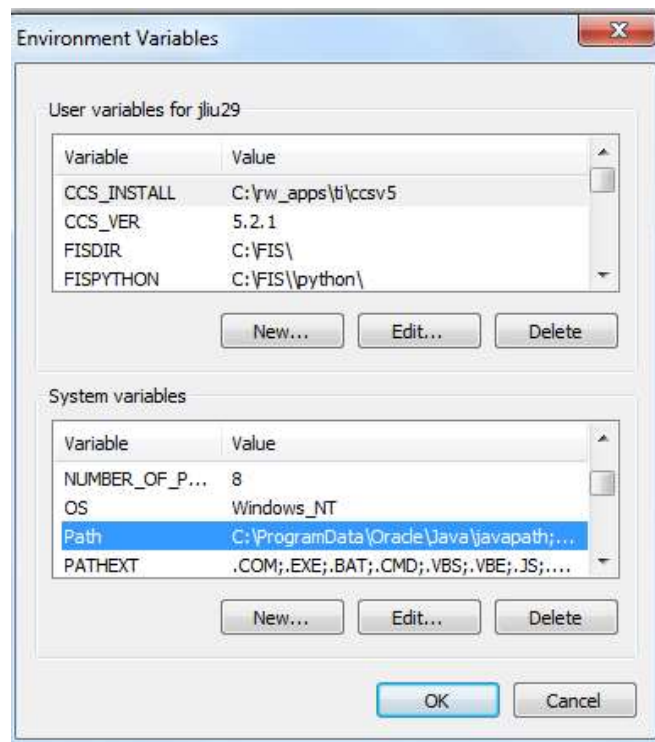 Environment Variables
User variables for jliu29
Variable Value
CCS_INSTALL C:\rw_apps\ti\ccsv5
CCS_VER 5.2.1
FISDIR C:\FIS\
FISPYTHON C:\FIS\\python\
New... Edit... Delete
System variables
Variable Value
NUMBER_OF_P... 8
OS Windows_NT
Path C:\ProgramData\Oracle\Java\javapath;...
PATHEXT .COM;.EXE;.BAT;.CMD;.VBS;.VBE;.JS;....
New... Edit... Delete
OK Cancel